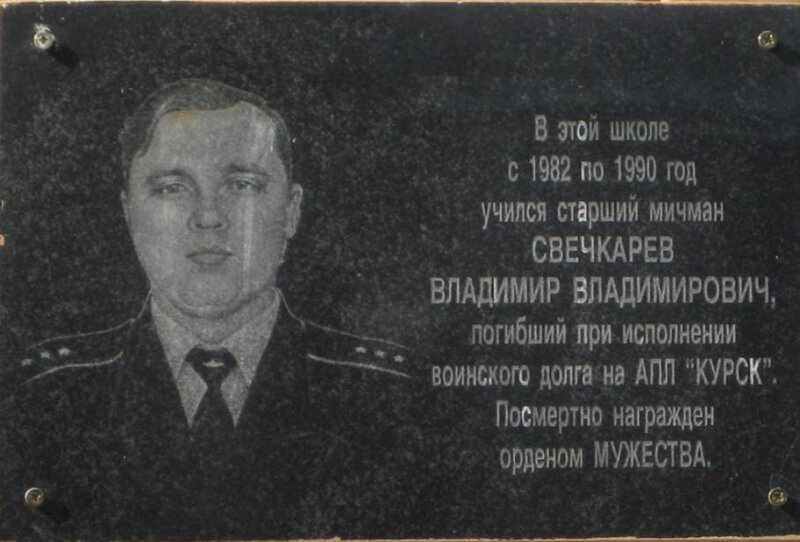 В этой школе
с 1982 по 1990 год
учился старший мичман
СВЕЧКАРЕВ
ВЛАДИМИР ВЛАДИМИРОВИЧ,
погибший при исполнении
воинского долга на АПЛ "КУРСК".
Посмертно награжден
орденом МУЖЕСТВА.